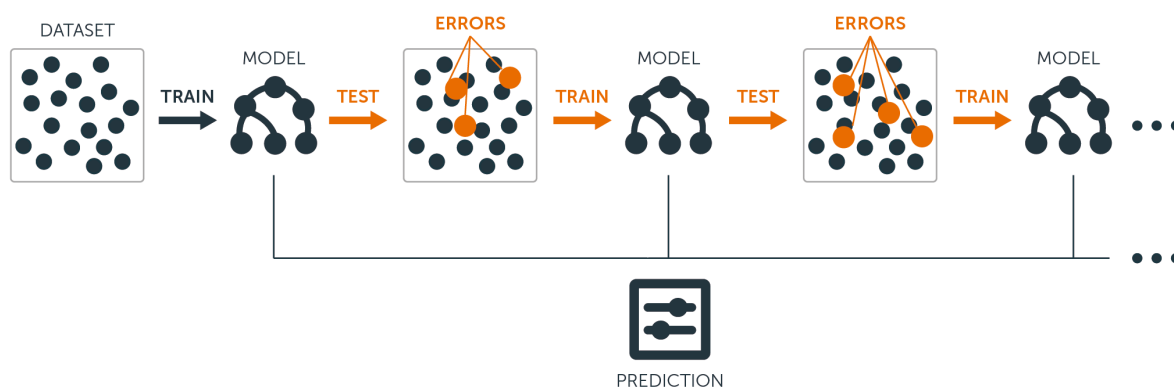 DATASET
MODEL
TRAIN
TEST
ERRORS
TRAIN
MODEL
TEST
ERRORS
TRAIN
MODEL
PREDICTION